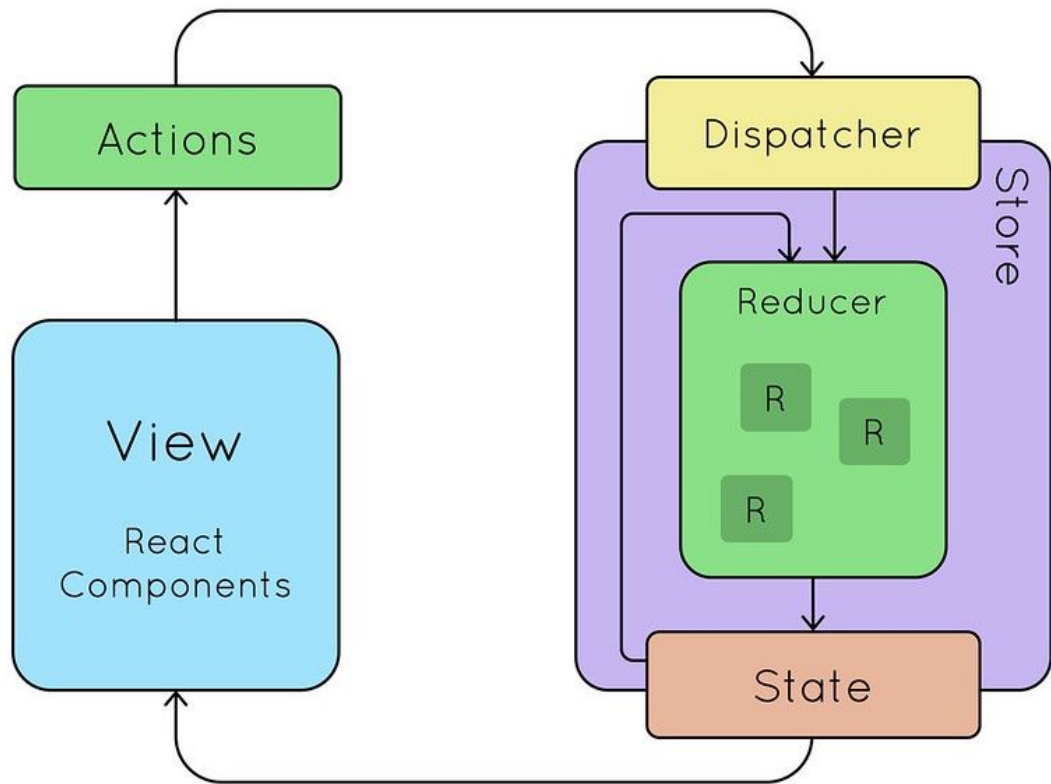 Actions
Dispatcher
Store
Reducer
R
R
R
View
React
Components
State